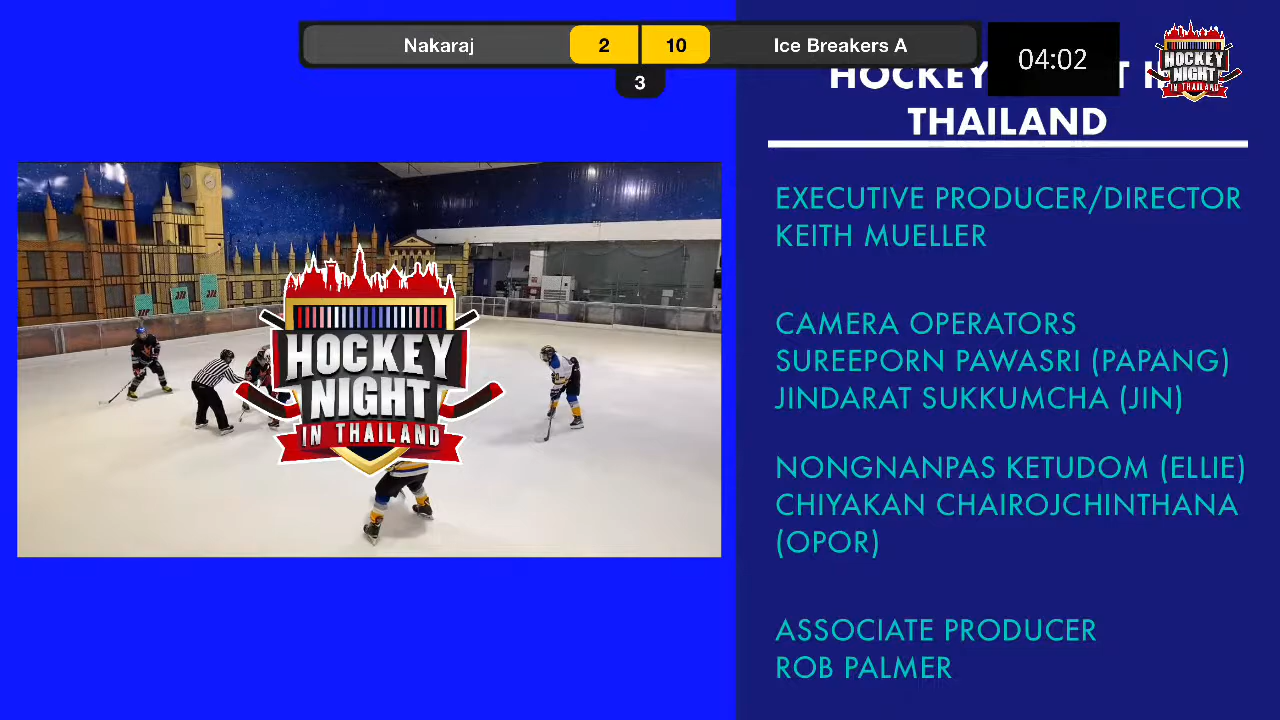 Nakaraj 2 10 Ice Breakers A
3
04:02
HOCKEY
NIGHT
IN THAILAND
HOCKEY T
THAILAND
EXECUTIVE PRODUCER/DIRECTOR
KEITH MUELLER
CAMERA OPERATORS
SUREEPORN PAWASRI (PAPANG)
JINDARAT SUKKUMCHA (JIN)
NONGNANPAS KETUDOM (ELLIE)
CHIYAKAN CHAIROJCHINTHANA
(OPOR)
ASSOCIATE PRODUCER
ROB PALMER
HOCKEY
NIGHT
IN THAILAND